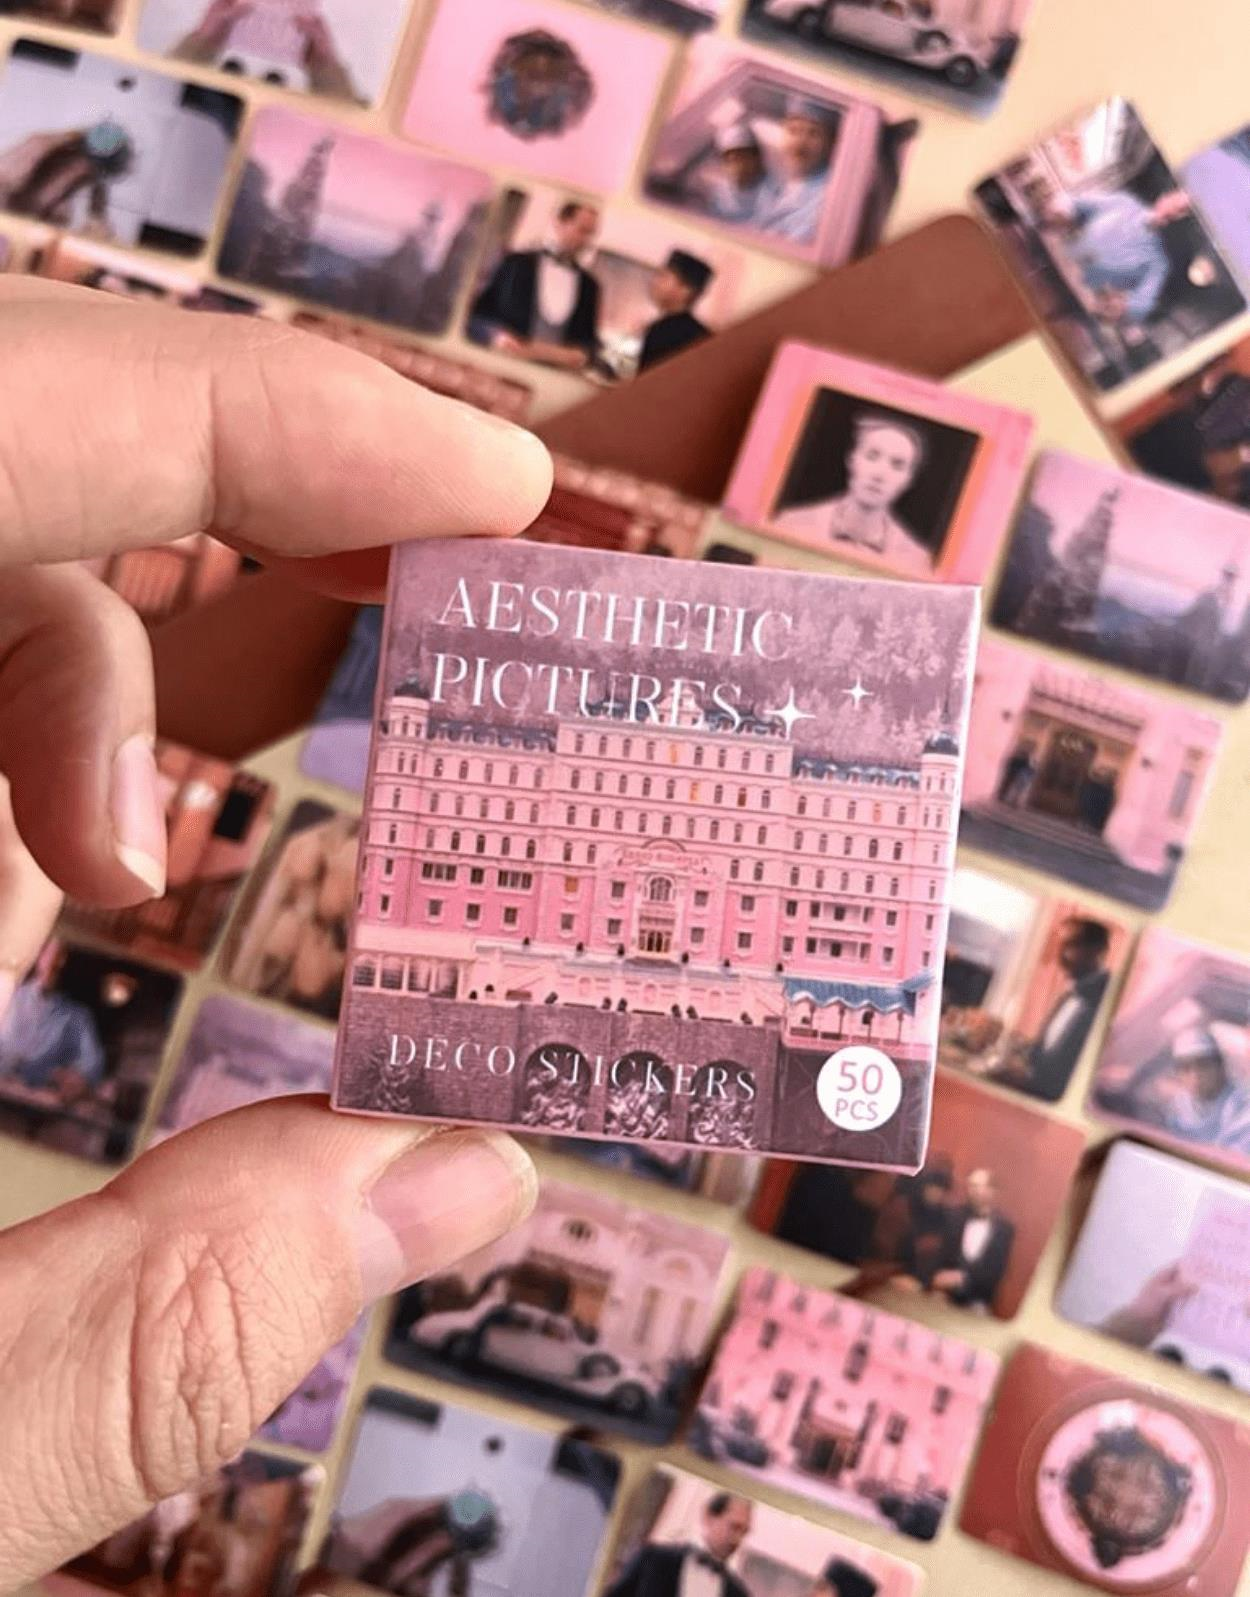 AESTHETIC
PICTURES
DECO STICKERS
50
PCS